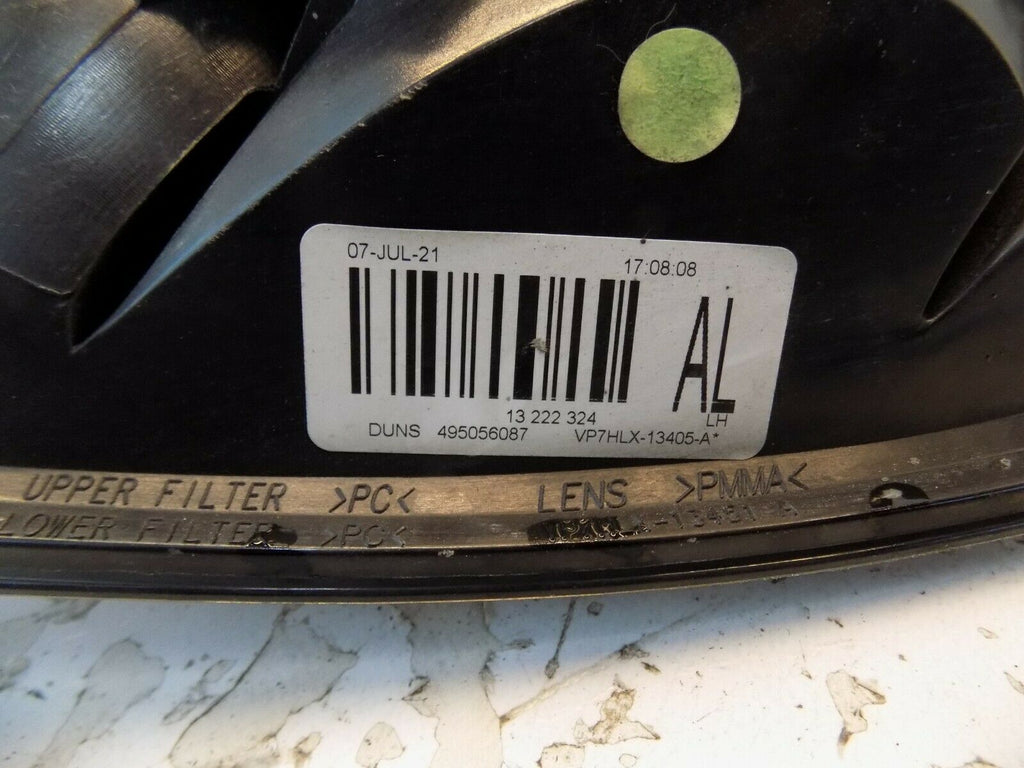 07-JUL-21 17:08:08
AL
13 222 324 LH
DUNS 495056087 VP7HLX-13405-A*
UPPER FILTER >PC< LENS >PMMA<
LOWER FILTER >PC< -13461-A